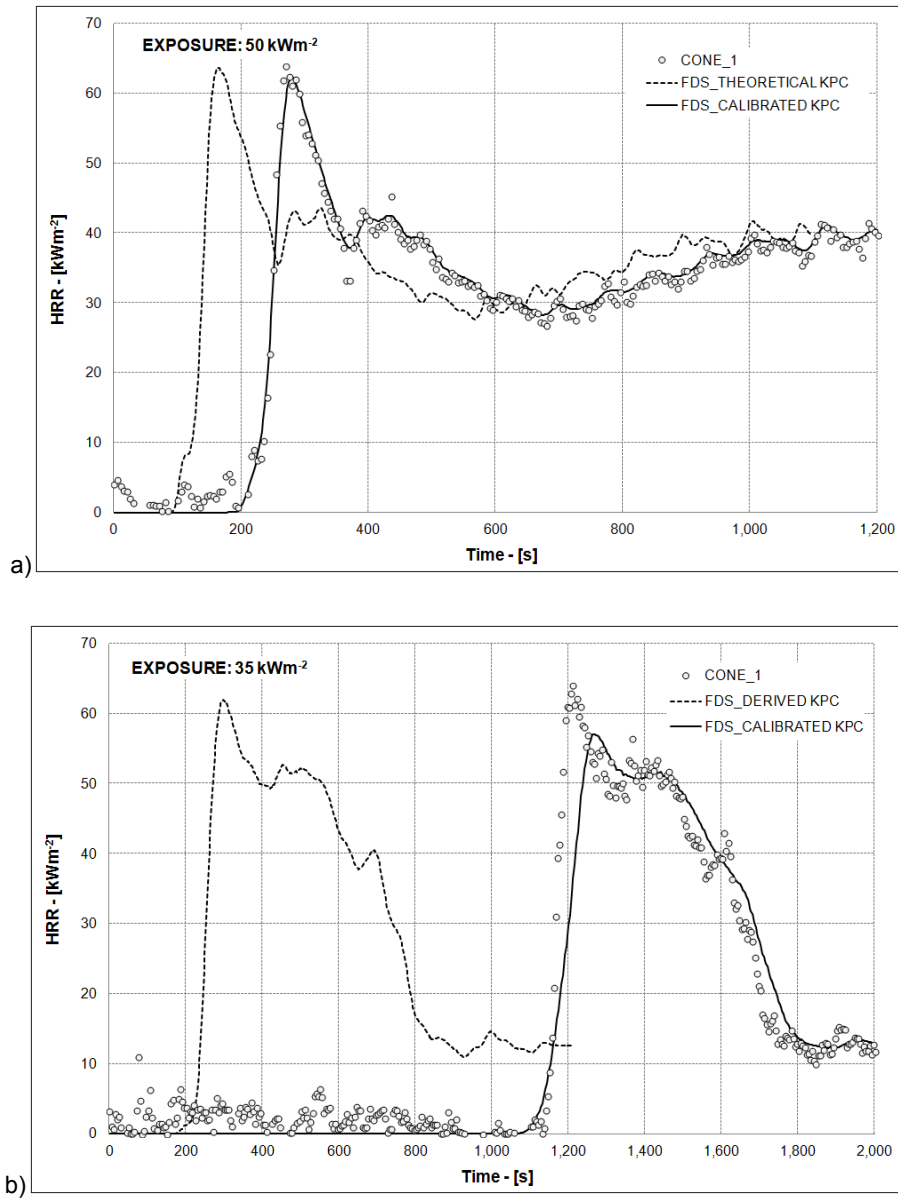 70
60
50
40
30
20
10
0
HRR - [kWm-2]
EXPOSURE: 50 kWm-2
CONE_1
FDS_THEORETICAL KPC
FDS_CALIBRATED KPC
0 200 400 600 800 1,000 1,200
Time - [s]
a)
70
60
50
40
30
20
10
0
HRR - [kWm-2]
EXPOSURE: 35 kWm-2
CONE_1
FDS_DERIVED KPC
FDS_CALIBRATED KPC
0 200 400 600 800 1,000 1,200 1,400 1,600 1,800 2,000
Time - [s]
b)